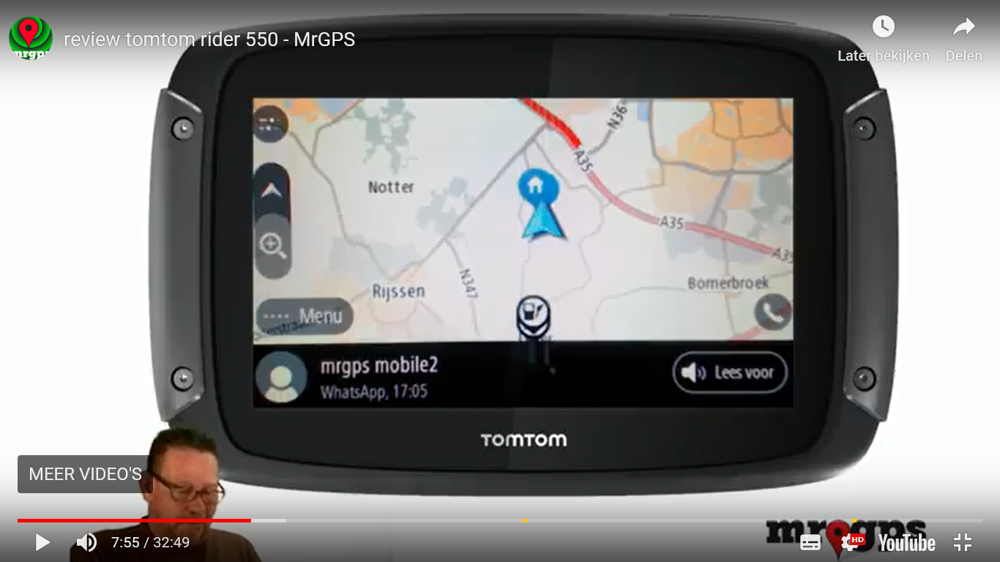 review tomtom rider 550 - MrGPS
mrgps
Later bekijken
Delen
N36
A35
Notter
A35
A35
Bornerbroek
Rijssen
N347
Menu
mrgps mobile2
WhatsApp, 17:05
Lees voor
TOMTOM
MEER VIDEO'S
mrgps
7:55 / 32:49
HD
YouTube